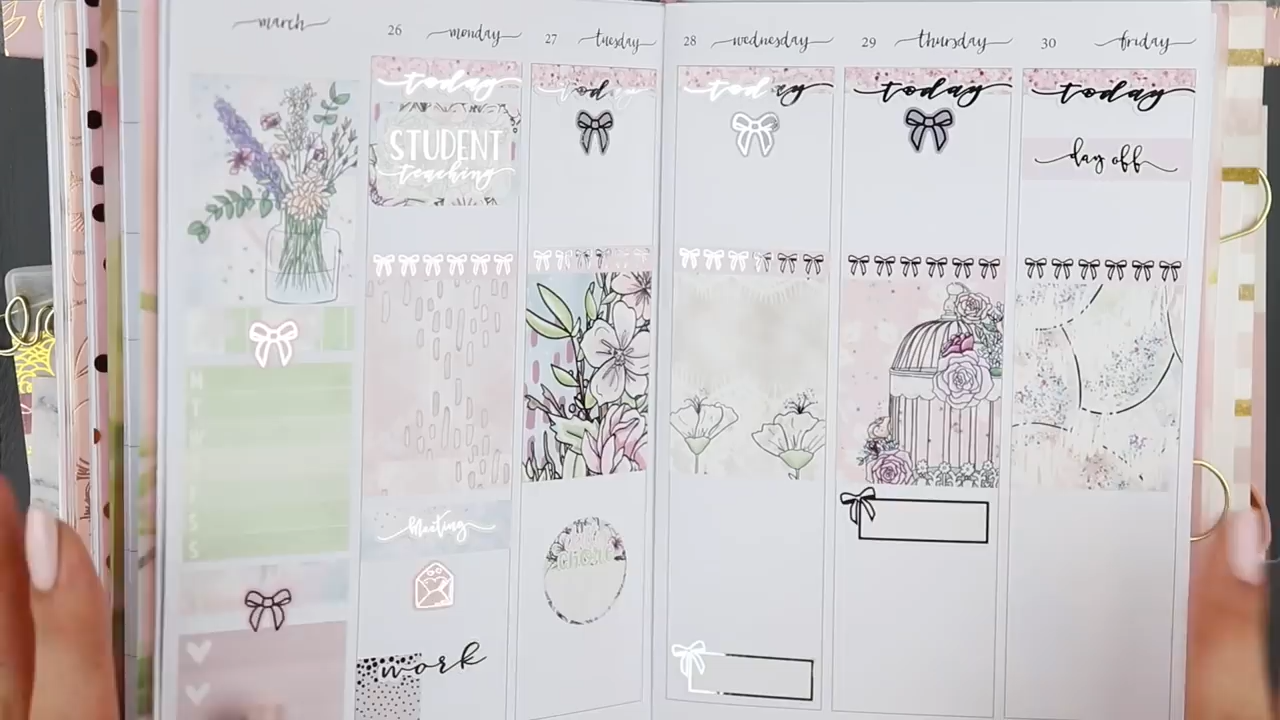 march
26 monday
27 tuesday
28 wednesday
29 thursday
30 friday
today
today
today
today
today
STUDENT
teaching
day off
Meeting
work